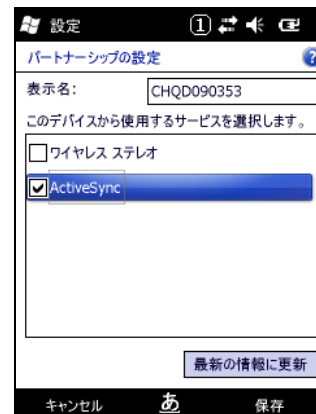 設定 1
パートナーシップの設定 ?
表示名: CHQD090353
このデバイスから使用するサービスを選択します。
ワイヤレス ステレオ
ActiveSync
最新の情報に更新
キャンセル あ 保存